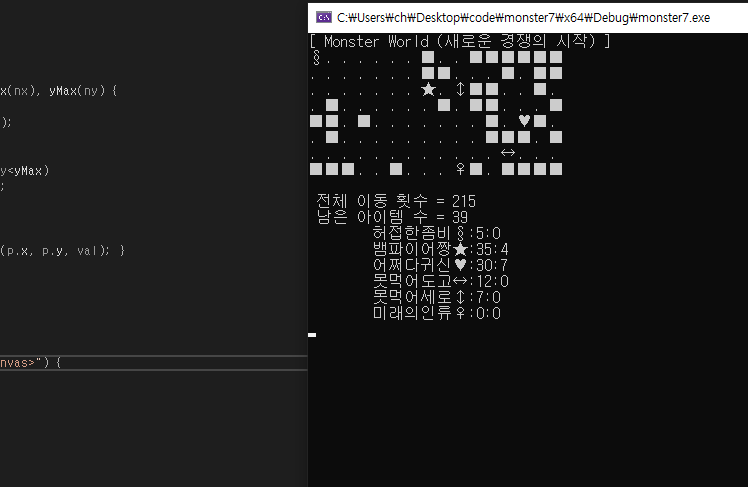 C:\Users\ch\Desktop\code\monster7\x64\Debug\monster7.exe
[ Monster World (새로운 경쟁의 시작) ]
§. . . . . . ■. . ■■■■■■
. . . . . . . ■■. . . ■. ■■
. . . . . . . ★. ↕■■. . ■.
. ■. . . . . . ■. ■■. . . ■
■■. ■. . . . . . . ■. ♥■.
. ■. . . . . . . . . ■■■. ■
. . . . . . . . . . . . ↔. . .
■■■. . ■. . . ♀■. ■■■■
전체 이동 횟수 = 215
남은 아이템 수 = 39
허접한좀비§:5:0
뱀파이어짱★:35:4
어쩌다귀신♥:30:7
못먹어도고↔:12:0
못먹어세로↕:7:0
미래의인류♀:0:0
x(nx), yMax(ny) {
);
y<yMax)
;
(p.x, p.y, val); }
nvas>") {